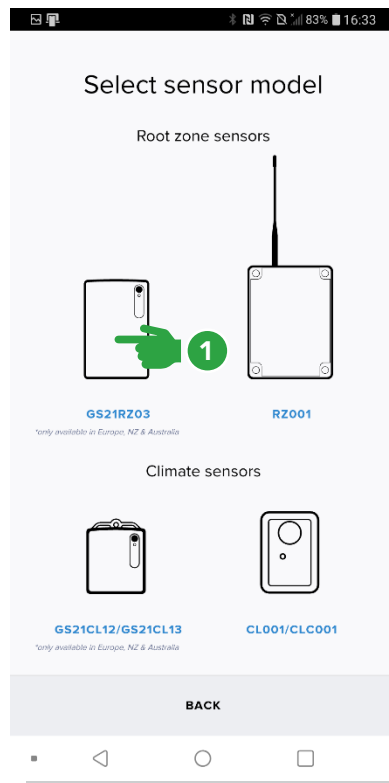 83% 16:33
Select sensor model
Root zone sensors
1
GS21RZ03
RZ001
*only available in Europe, NZ & Australia
Climate sensors
GS21CL12/GS21CL13
CL001/CLC001
*only available in Europe, NZ & Australia
BACK